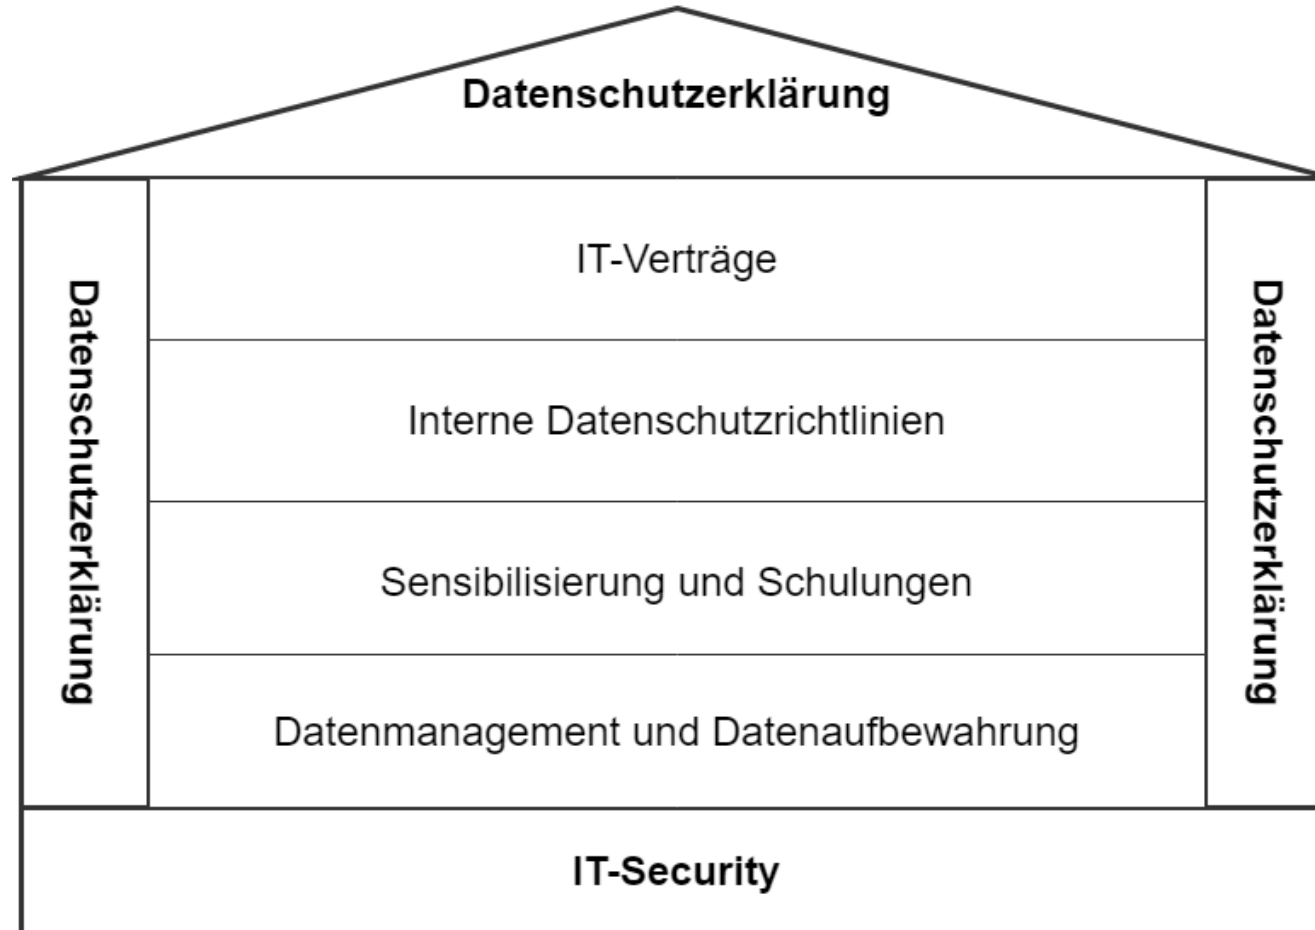 Datenschutzerklärung
IT-Verträge
Datenschutzerklärung
Datenschutzerklärung
Interne Datenschutzrichtlinien
Sensibilisierung und Schulungen
Datenmanagement und Datenaufbewahrung
IT-Security